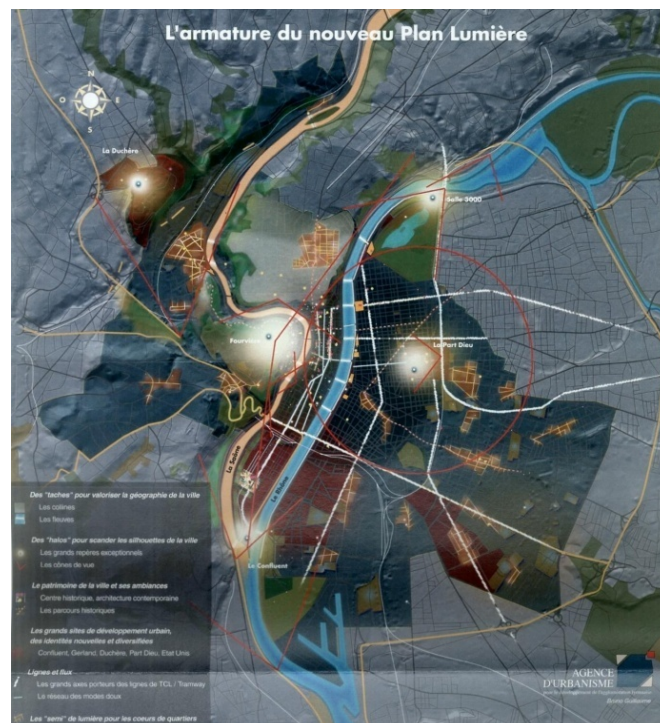 L'armature du nouveau Plan Lumière
N
O
E
S
La Duchère
Salle 3000
Fourvière
La Part Dieu
La Saône
Le Rhône
Le Confluent
Des "taches" pour valoriser la géographie de la ville
Les collines
Les fleuves
Des "halos" pour scander les silhouettes de la ville
Les grands repères exceptionnels
Les cônes de vue
Le patrimoine de la ville et ses ambiances
Centre historique, architecture contemporaine
Les parcours historiques
Les grands sites de développement urbain,
des identités nouvelles et diversifiées
Confluent, Gerland, Duchère, Part Dieu, Etat Unis
Lignes et flux
Les grands axes porteurs des lignes de TCL / Tramway
Le réseau des modes doux
Les "semi" de lumière pour les coeurs de quartiers
AGENCE
D'URBANISME